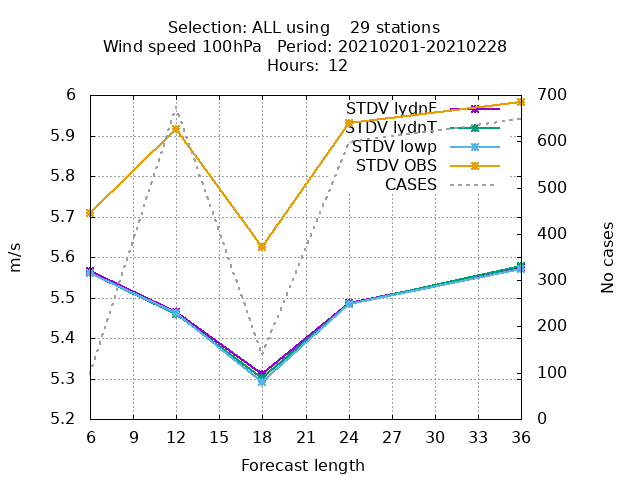 Selection: ALL using    29 stations
Wind speed 100hPa   Period: 20210201-20210228
Hours:  12
STDV lydnF
STDV lydnT
STDV lowp
STDV OBS
CASES
6
5.9
5.8
5.7
5.6
5.5
5.4
5.3
5.2
700
600
500
400
300
200
100
0
m/s
No cases
6 9 12 15 18 21 24 27 30 33 36
Forecast length